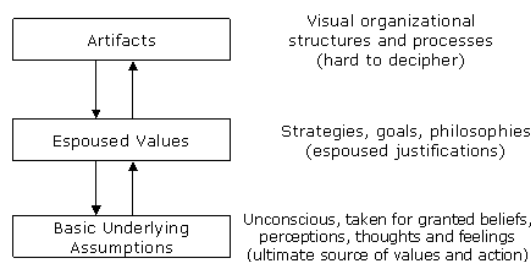 Artifacts
Visual organizational
structures and processes
(hard to decipher)
Espoused Values
Strategies, goals, philosophies
(espoused justifications)
Basic Underlying
Assumptions
Unconscious, taken for granted beliefs,
perceptions, thoughts and feelings
(ultimate source of values and action)